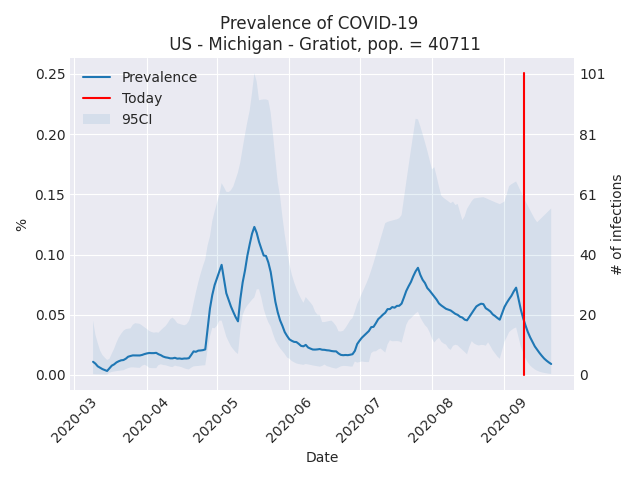 Prevalence of COVID-19
US - Michigan - Gratiot, pop. = 40711
0.25
0.20
0.15
0.10
0.05
0.00
%
Prevalence
Today
95CI
101
81
61
40
20
0
# of infections
2020-03
2020-04
2020-05
2020-06
2020-07
2020-08
2020-09
Date